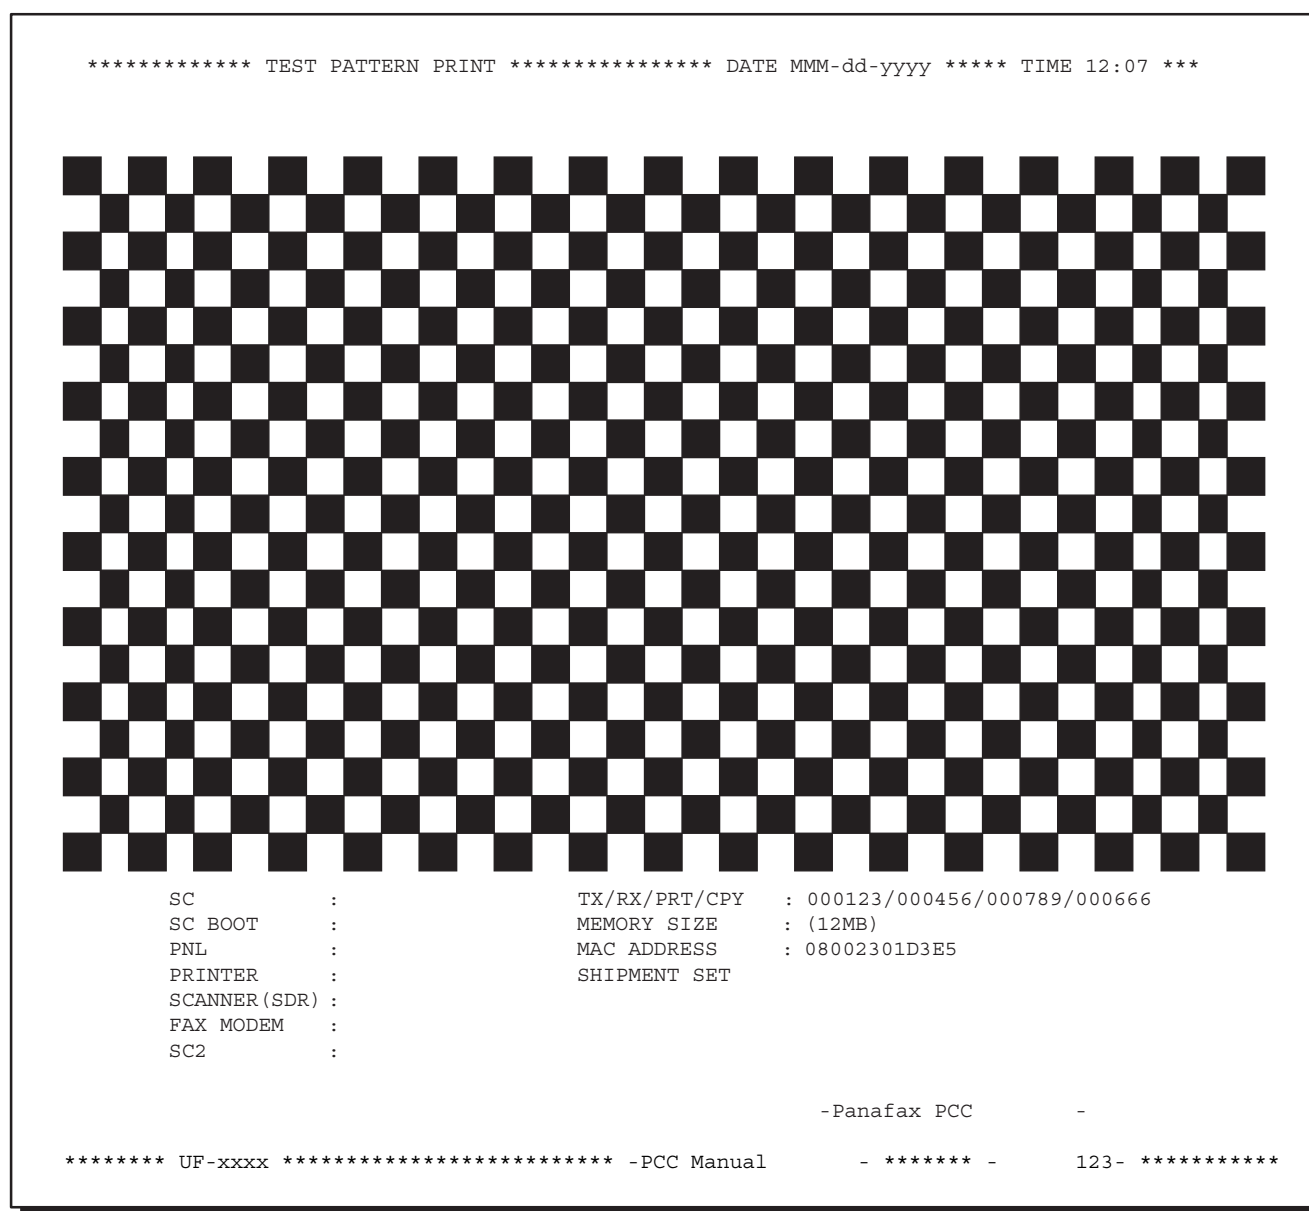 ************* TEST PATTERN PRINT **************** DATE MMM-dd-yyyy ***** TIME 12:07 ***
SC :
SC BOOT :
PNL :
PRINTER :
SCANNER(SDR) :
FAX MODEM :
SC2 :
TX/RX/PRT/CPY : 000123/000456/000789/000666
MEMORY SIZE : (12MB)
MAC ADDRESS : 08002301D3E5
SHIPMENT SET
-Panafax PCC -
******** UF-xxxx ************************** -PCC Manual - ******* - 123- ***********